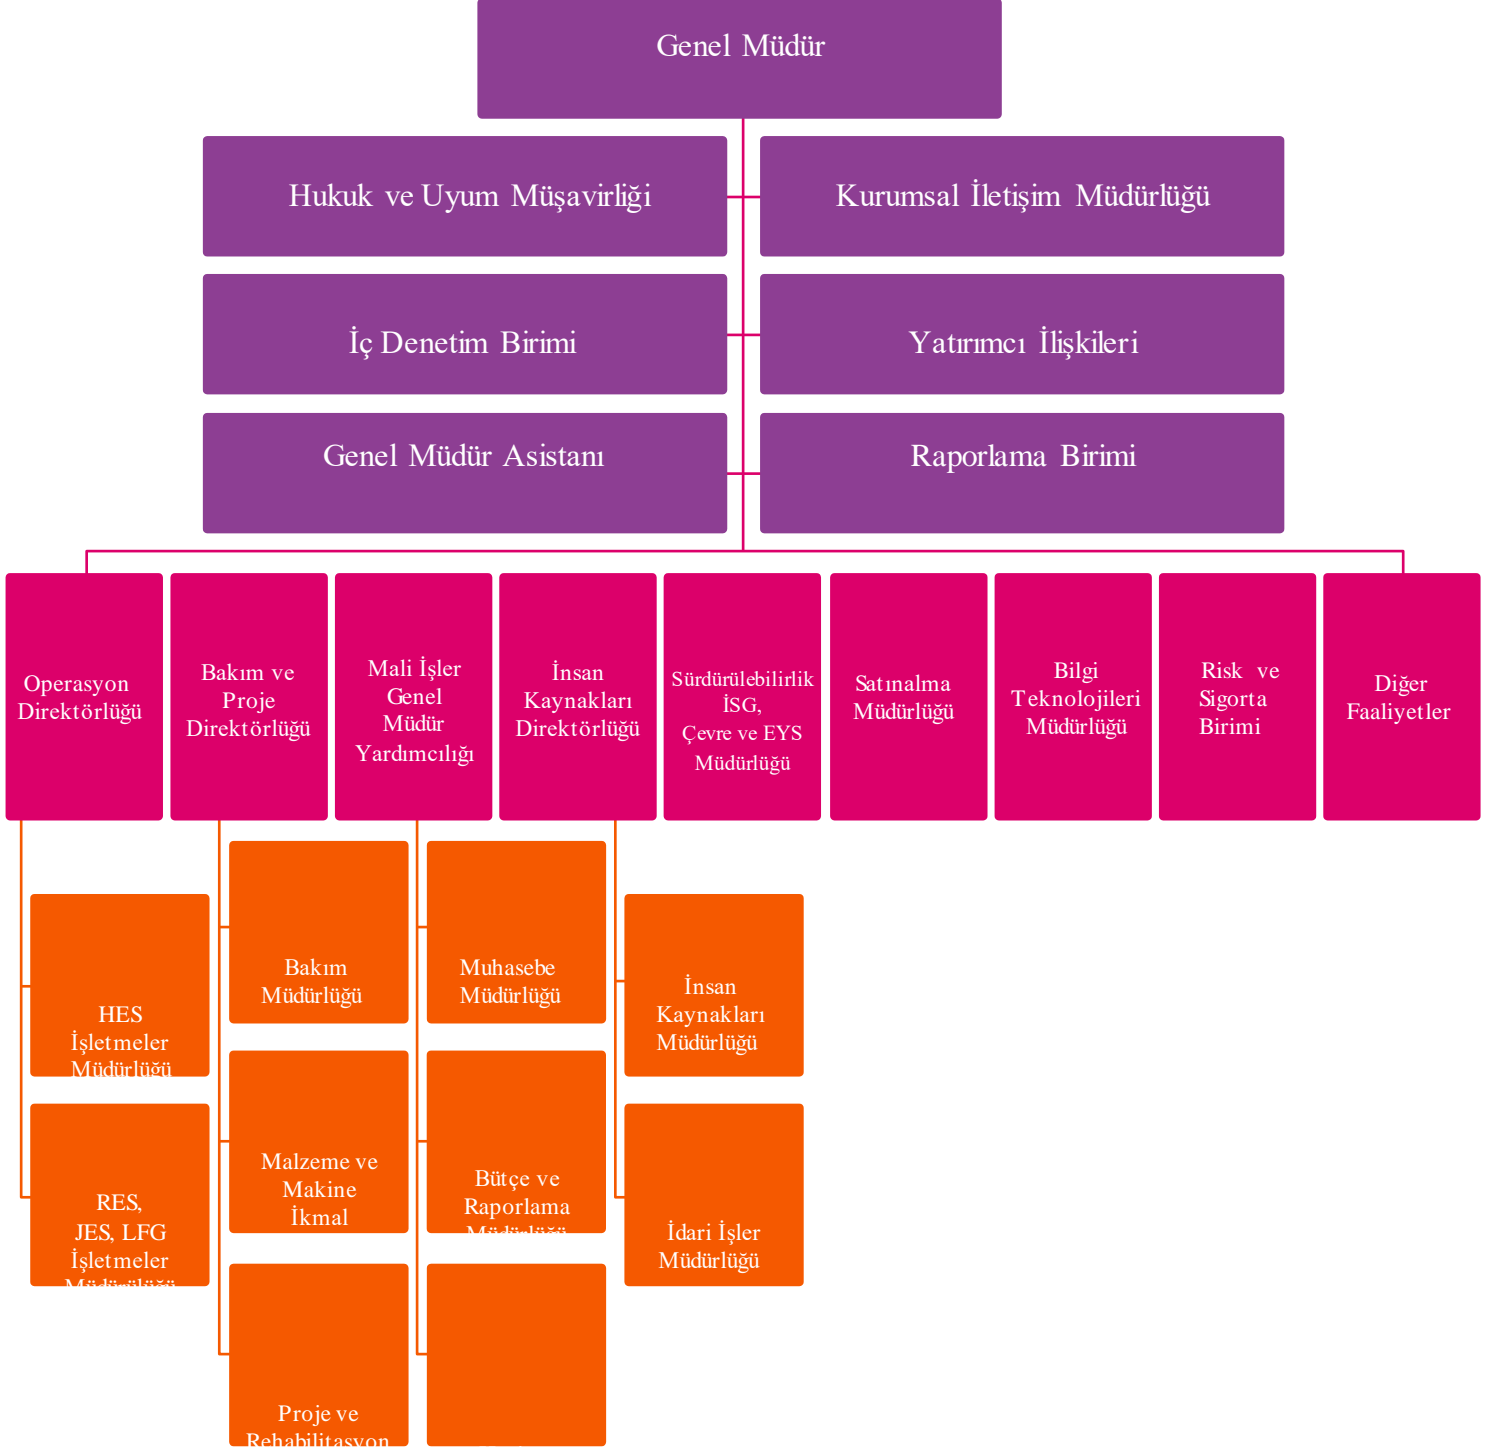 Genel Müdür
Hukuk ve Uyum Müşavirliği
Kurumsal İletişim Müdürlüğü
İç Denetim Birimi
Yatırımcı İlişkileri
Genel Müdür Asistanı
Raporlama Birimi
Operasyon
Direktörlüğü
Bakım ve
Proje
Direktörlüğü
Mali İşler
Genel
Müdür
Yardımcılığı
İnsan
Kaynakları
Direktörlüğü
Sürdürülebilirlik
İSG,
Çevre ve EYS
Müdürlüğü
Satınalma
Müdürlüğü
Bilgi
Teknolojileri
Müdürlüğü
Risk ve
Sigorta
Birimi
Diğer
Faaliyetler
HES
İşletmeler
Müdürlüğü
RES,
JES, LFG
İşletmeler
Bakım
Müdürlüğü
Malzeme ve
Makine
İkmal
Proje ve
Rehabilitasyon
Muhasebe
Müdürlüğü
Bütçe ve
Raporlama
Müdürlüğü
İnsan
Kaynakları
Müdürlüğü
İdari İşler
Müdürlüğü